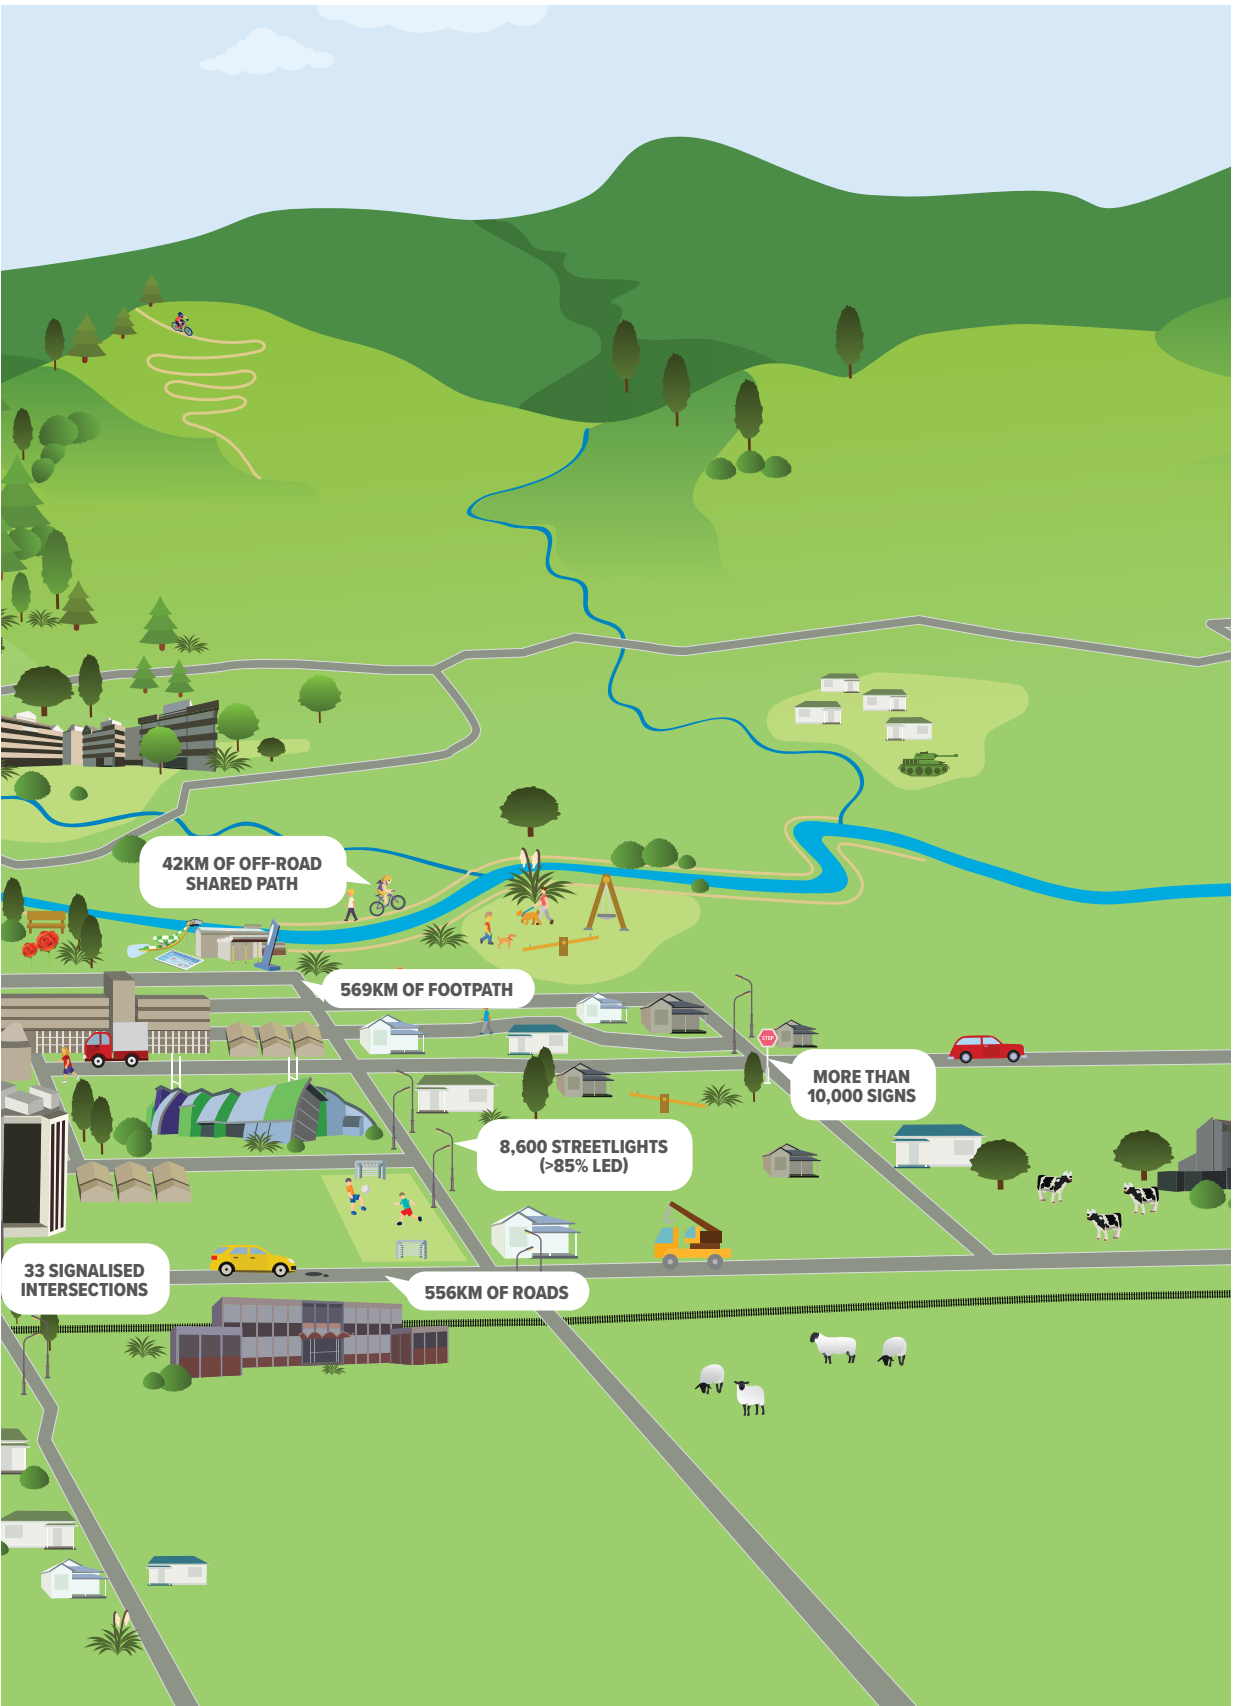 42KM OF OFF-ROAD
SHARED PATH
569KM OF FOOTPATH
STOP
MORE THAN
10,000 SIGNS
8,600 STREETLIGHTS
(>85% LED)
33 SIGNALISED
INTERSECTIONS
556KM OF ROADS